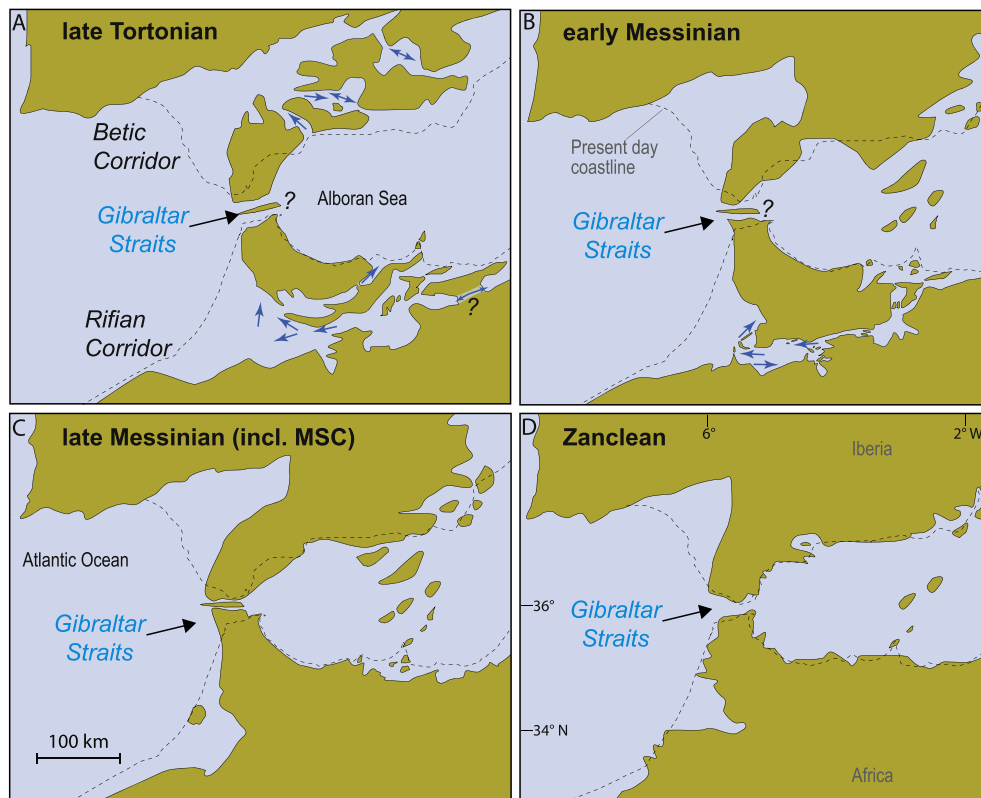 A
late Tortonian
Betic
Corridor
Gibraltar
Straits
?
Alboran Sea
Rifian
Corridor
?
B
early Messinian
Present day
coastline
Gibraltar
Straits
?
C
late Messinian (incl. MSC)
Atlantic Ocean
Gibraltar
Straits
100 km
D
Zanclean
6°
2° W
Iberia
36°
Gibraltar
Straits
34° N
Africa